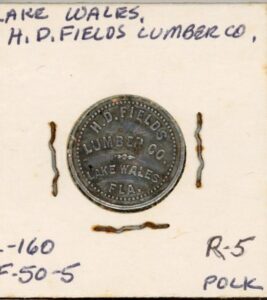 LAKE WALES,
H.D. FIELDS LUMBER CO,
H.D. FIELDS
LUMBER CO.
LAKE WALES
FLA.
L-160 R-5
F-50-5 POLK